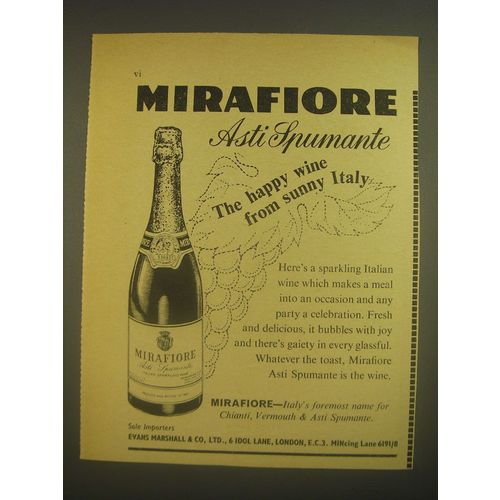 vi
MIRAFIORE
Asti Spumante
The happy wine
from sunny Italy
Here's a sparkling Italian
wine which makes a meal
into an occasion and any
party a celebration. Fresh
and delicious, it bubbles with joy
and there's gaiety in every glassful.
Whatever the toast, Mirafiore
Asti Spumante is the wine.
MIRAFIORE
Asti Spumante
ITALIAN SPARKLING WINE
MIRAFIORE—Italy's foremost name for
Chianti, Vermouth & Asti Spumante.
Sole Importers
EVANS MARSHALL & CO, LTD., 6 IDOL LANE, LONDON, E.C.3. MINcing Lane 6191/8